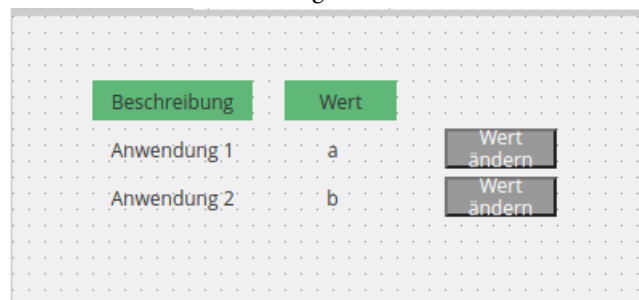 Beschreibung Wert
Anwendung 1 a Wert ändern
Anwendung 2 b Wert ändern